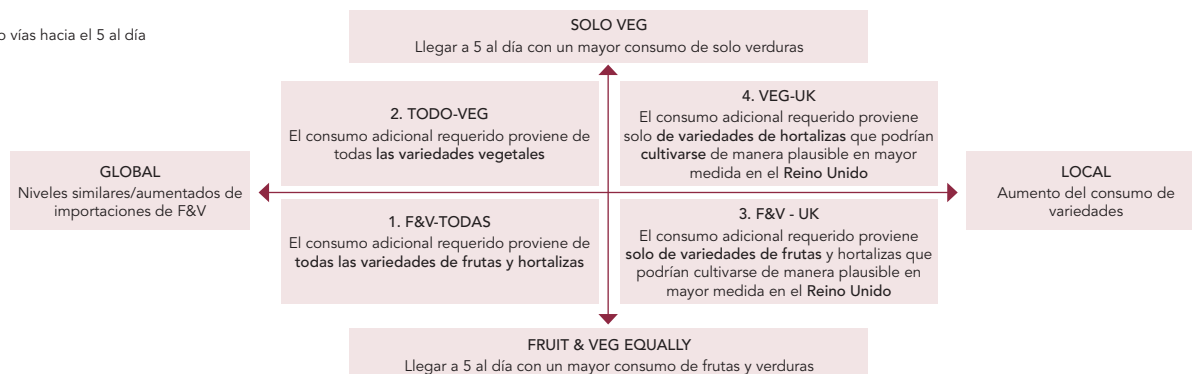 o vías hacia el 5 al día
SOLO VEG
Llegar a 5 al día con un mayor consumo de solo verduras
2. TODO-VEG
El consumo adicional requerido proviene de
todas las variedades vegetales
4. VEG-UK
El consumo adicional requerido proviene
solo de variedades de hortalizas que podrían
cultivarse de manera plausible en mayor
medida en el Reino Unido
GLOBAL
Niveles similares/aumentados de
importaciones de F&V
LOCAL
Aumento del consumo de
variedades
1. F&V-TODAS
El consumo adicional requerido proviene de
todas las variedades de frutas y hortalizas
3. F&V - UK
El consumo adicional requerido proviene
solo de variedades de frutas y hortalizas que
podrían cultivarse de manera plausible en
mayor medida en el Reino Unido
FRUIT & VEG EQUALLY
Llegar a 5 al día con un mayor consumo de frutas y verduras